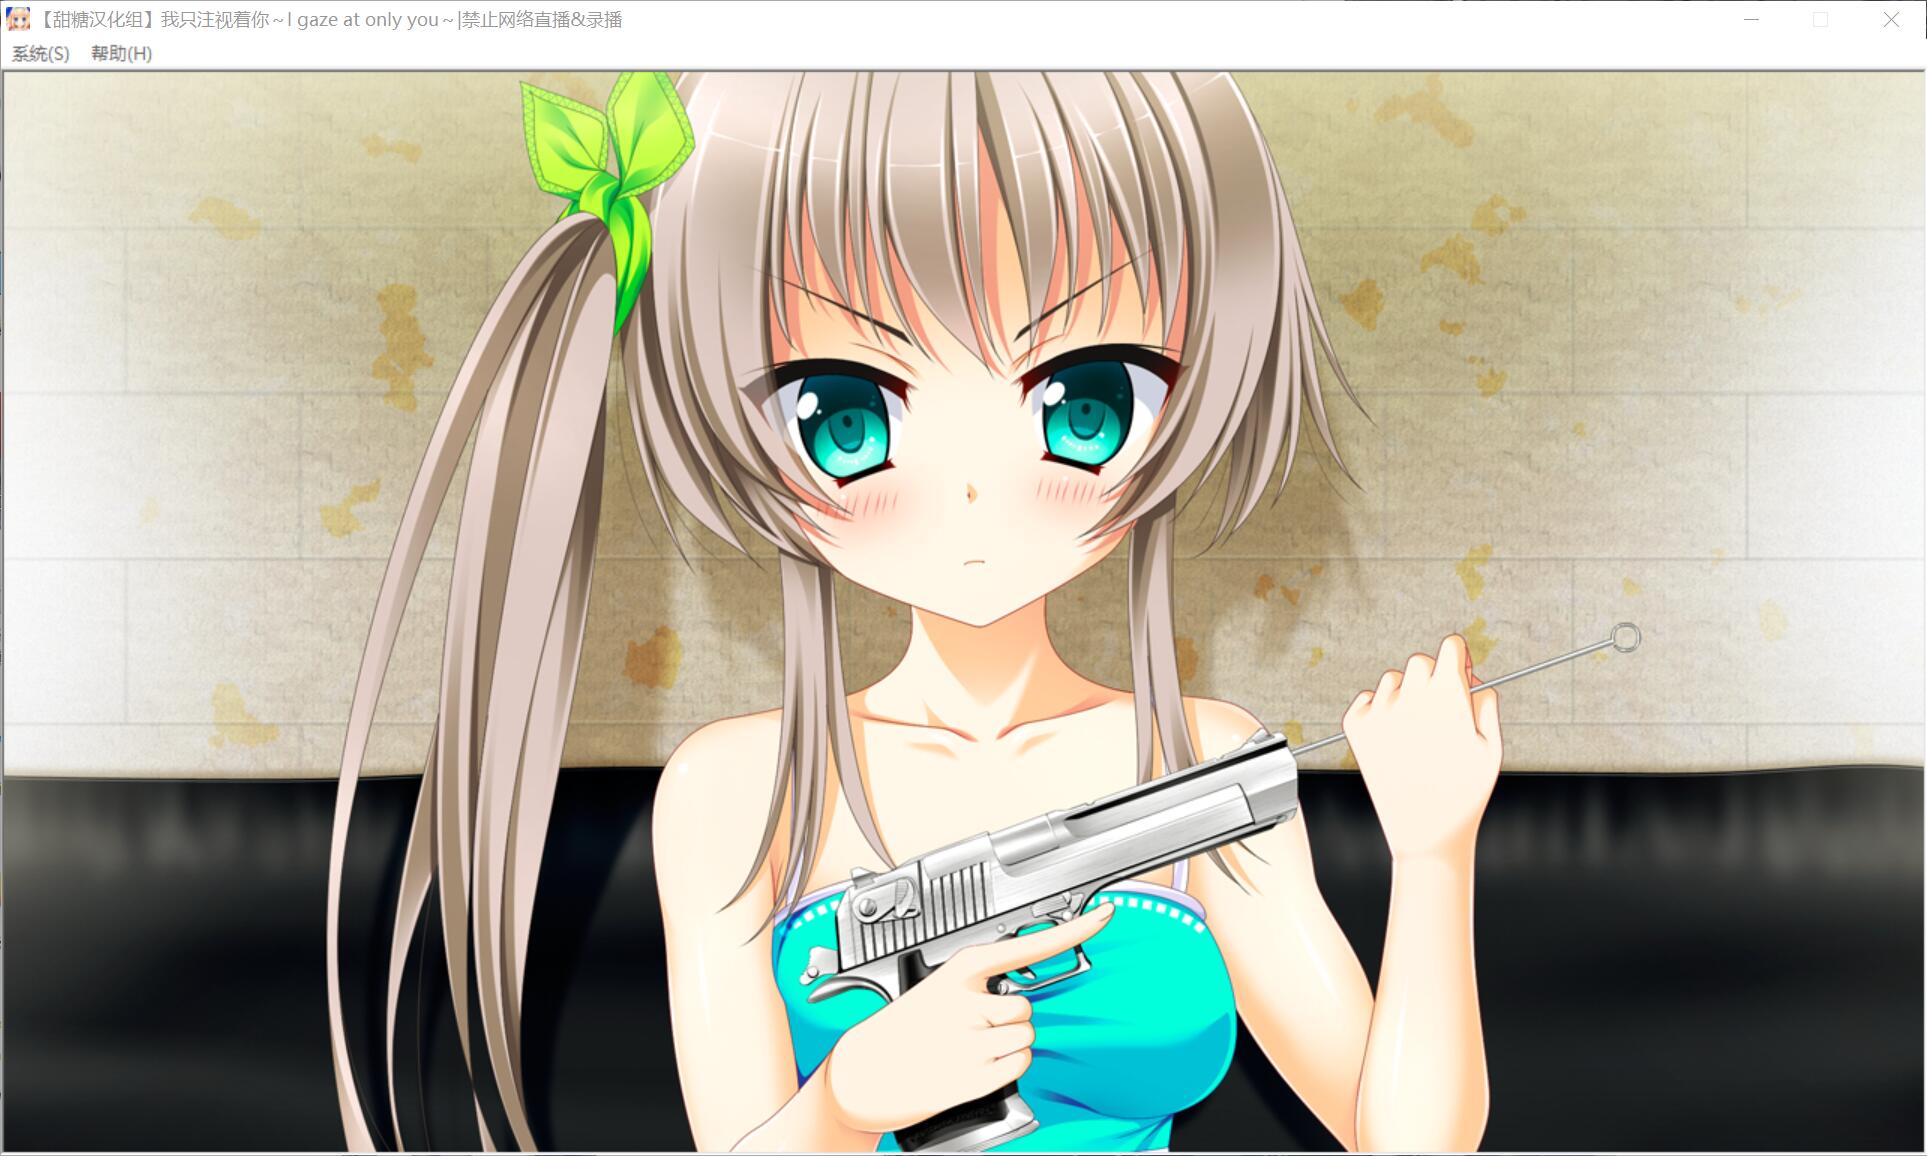 【甜糖汉化组】我只注视着你～I gaze at only you～|禁止网络直播&录播
系统(S) 帮助(H)